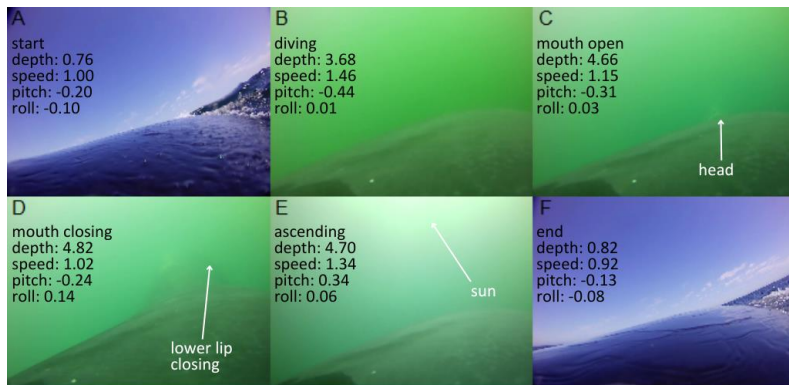 A
start
depth: 0.76
speed: 1.00
pitch: -0.20
roll: -0.10
B
diving
depth: 3.68
speed: 1.46
pitch: -0.44
roll: 0.01
C
mouth open
depth: 4.66
speed: 1.15
pitch: -0.31
roll: 0.03
head
D
mouth closing
depth: 4.82
speed: 1.02
pitch: -0.24
roll: 0.14
lower lip
closing
E
ascending
depth: 4.70
speed: 1.34
pitch: 0.34
roll: 0.06
sun
F
end
depth: 0.82
speed: 0.92
pitch: -0.13
roll: -0.08